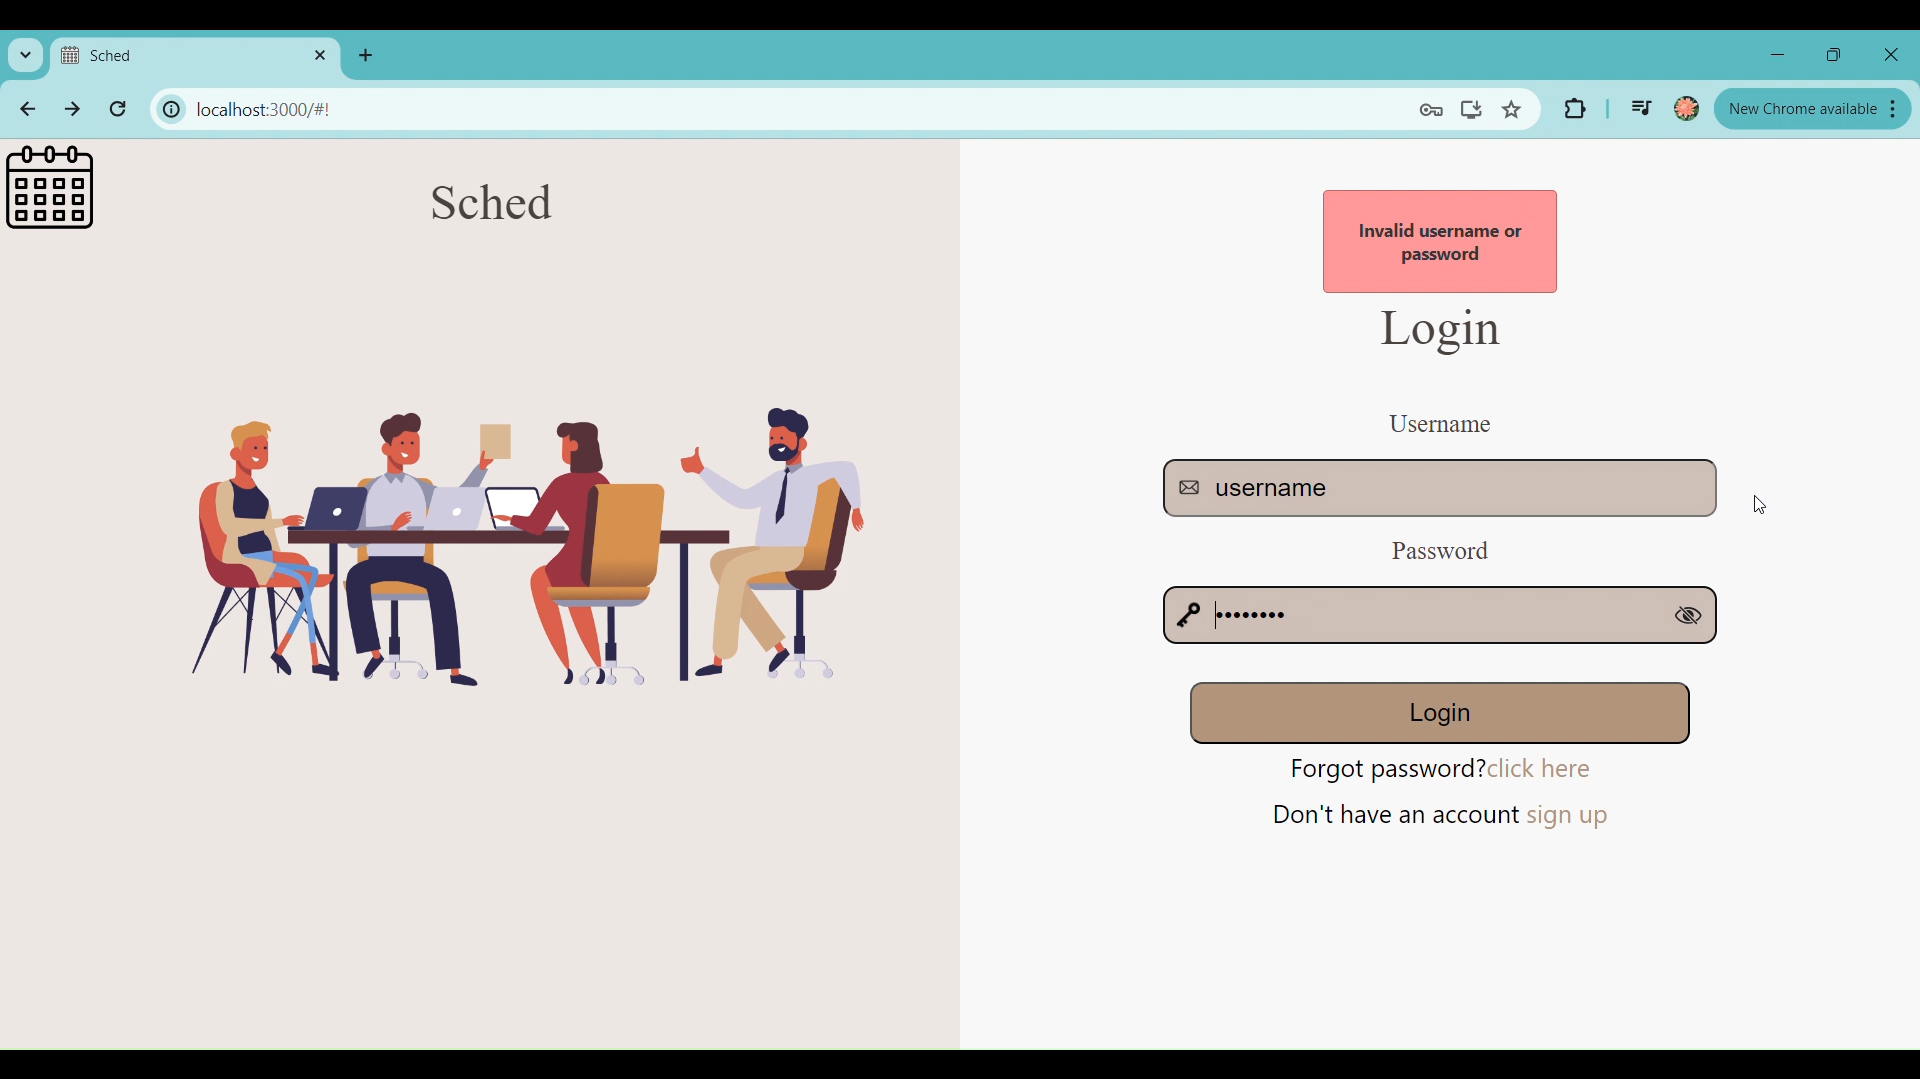 Sched
localhost:3000/#!
New Chrome available
Sched
Invalid username or
password
Login
Username
username
Password
••••••••
Login
Forgot password?click here
Don't have an account sign up